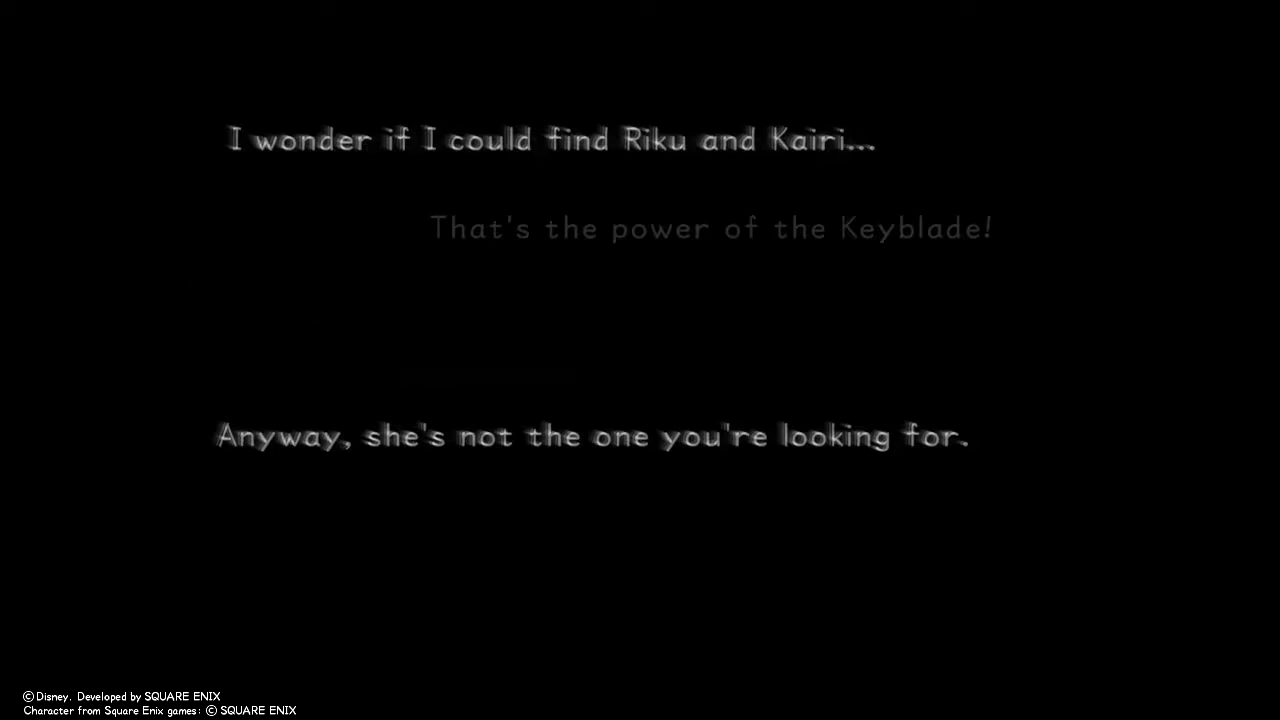 I wonder if I could find Riku and Kairi...
That's the power of the Keyblade!
Anyway, she's not the one you're looking for.
©Disney. Developed by SQUARE ENIX
Character from Square Enix games: © SQUARE ENIX